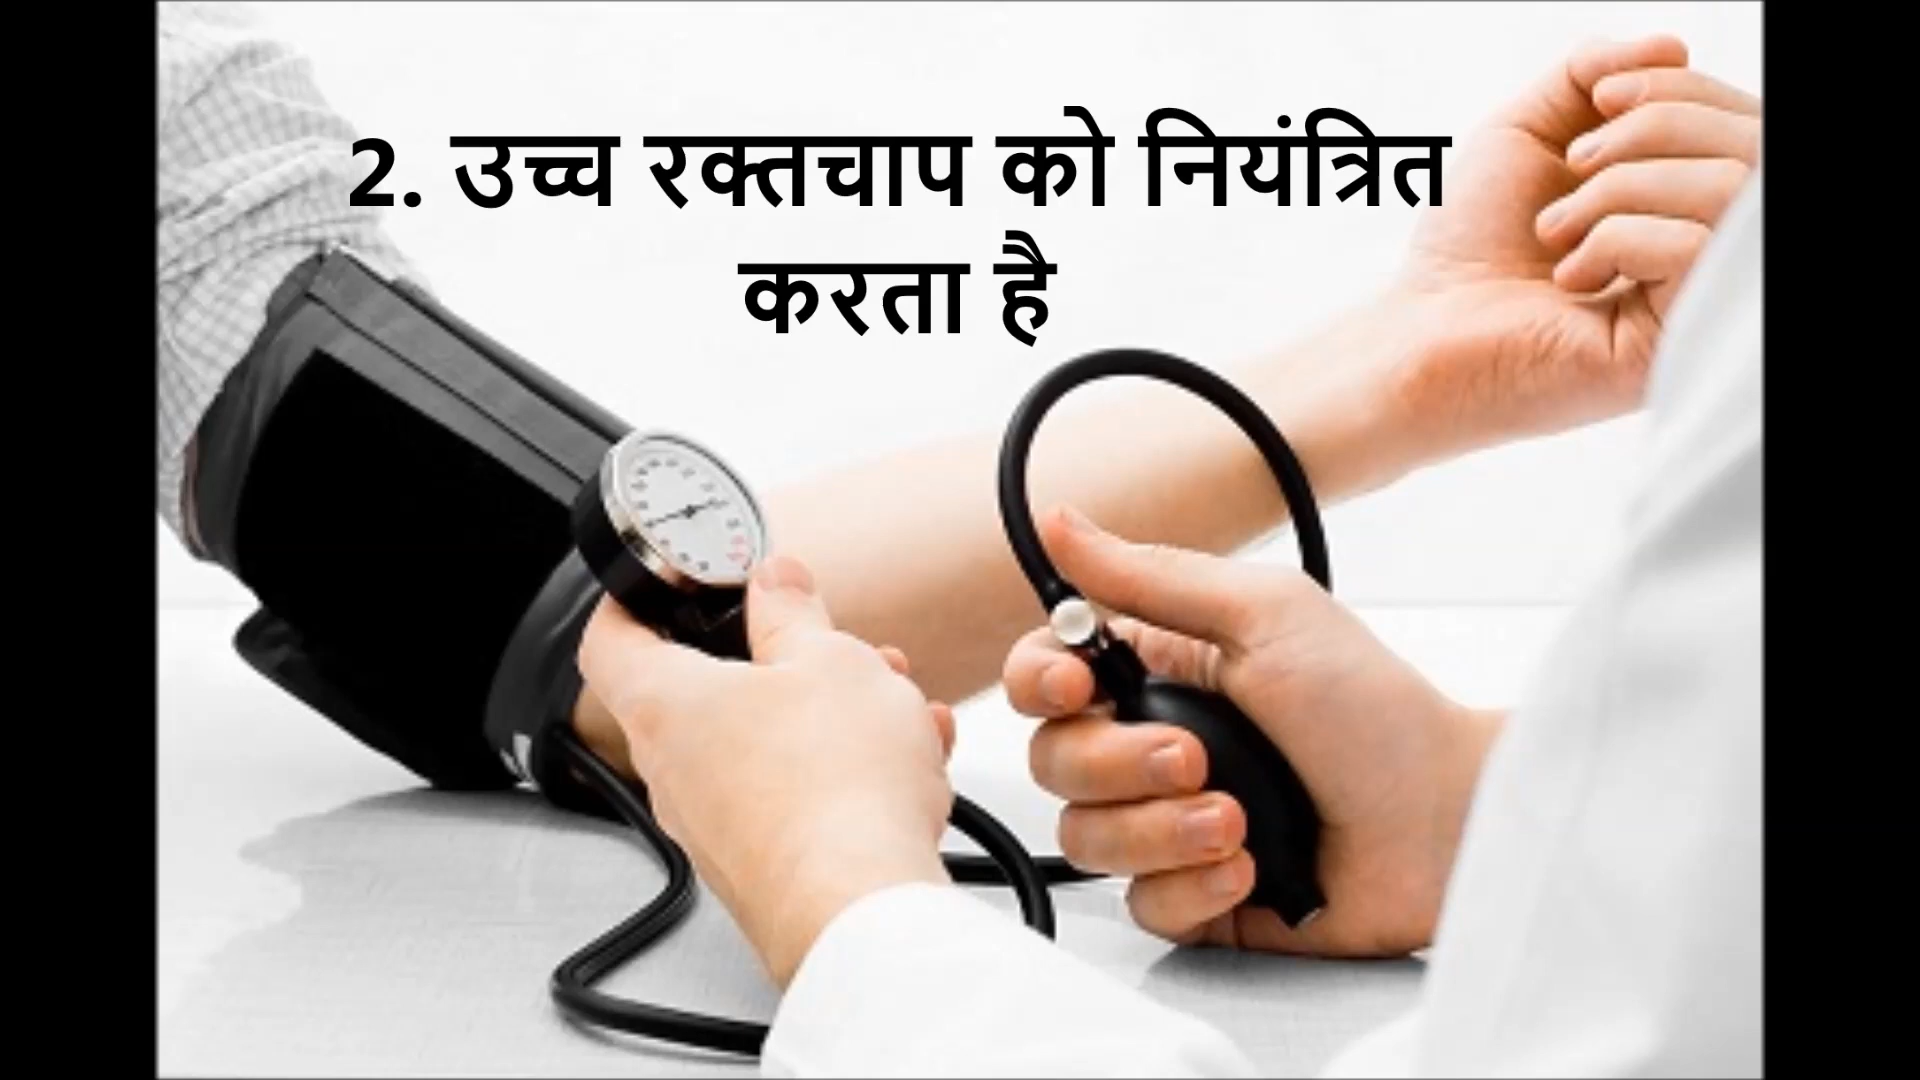 2. उच्च रक्तचाप को नियंत्रित
करता है